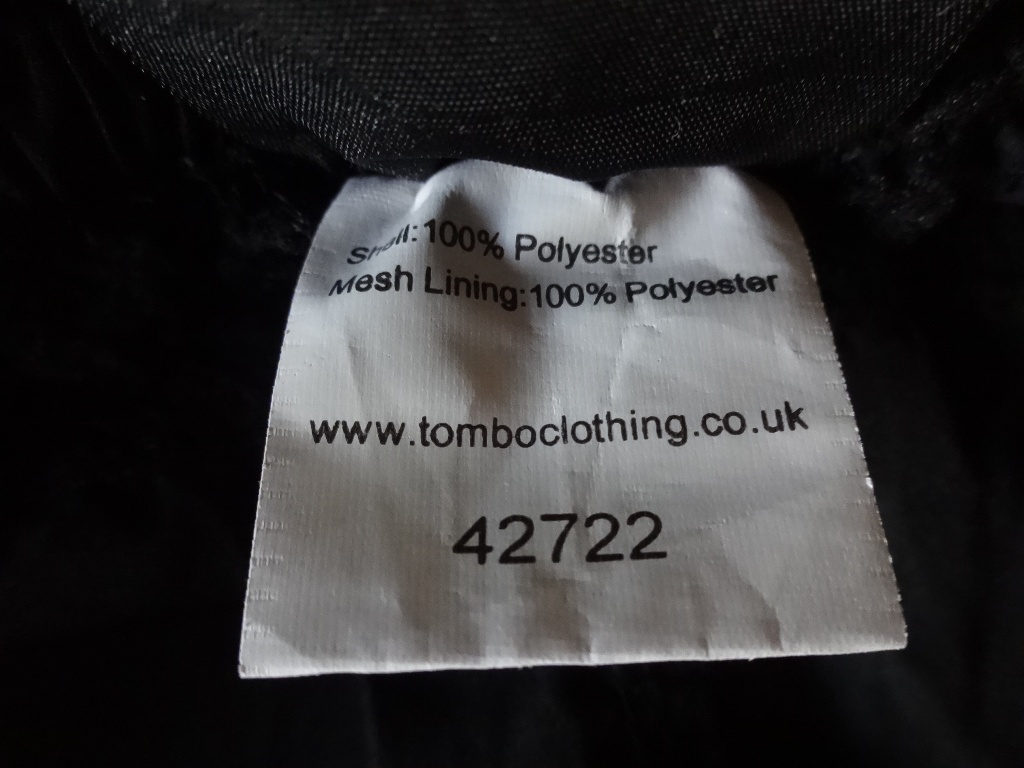 Shell:100% Polyester
Mesh Lining:100% Polyester
www.tomboclothing.co.uk
42722